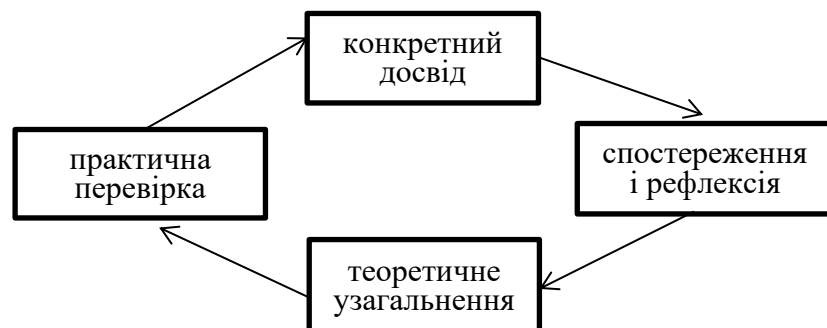 конкретний
досвід
практична
перевірка
спостереження
і рефлексія
теоретичне
узагальнення